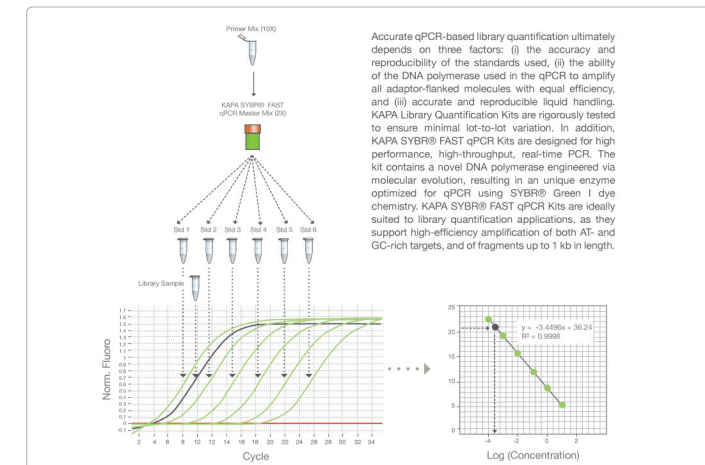 Primer Mix (10X)
KAPA SYBR® FAST
qPCR Master Mix (2X)
Std 1 Std 2 Std 3 Std 4 Std 5 Std 6
Library Sample
Accurate qPCR-based library quantification ultimately
depends on three factors: (i) the accuracy and
reproducibility of the standards used, (ii) the ability
of the DNA polymerase used in the qPCR to amplify
all adaptor-flanked molecules with equal efficiency,
and (iii) accurate and reproducible liquid handling.
KAPA Library Quantification Kits are rigorously tested
to ensure minimal lot-to-lot variation. In addition,
KAPA SYBR® FAST qPCR Kits are designed for high
performance, high-throughput, real-time PCR. The
kit contains a novel DNA polymerase engineered via
molecular evolution, resulting in an unique enzyme
optimized for qPCR using SYBR® Green I dye
chemistry. KAPA SYBR® FAST qPCR Kits are ideally
suited to library quantification applications, as they
support high-efficiency amplification of both AT- and
GC-rich targets, and of fragments up to 1 kb in length.
Norm. Fluoro
1.7
1.6
1.5
1.4
1.3
1.2
1.1
1
0.9
0.8
0.7
0.6
0.5
0.4
0.3
0.2
0.1
0
-0.1
2 4 6 8 10 12 14 16 18 20 22 24 26 28 30 32 34
Cycle
25
20
15
10
5
0
y = -3.4496x + 36.24
R² = 0.9998
-4 -2 0 2
Log (Concentration)